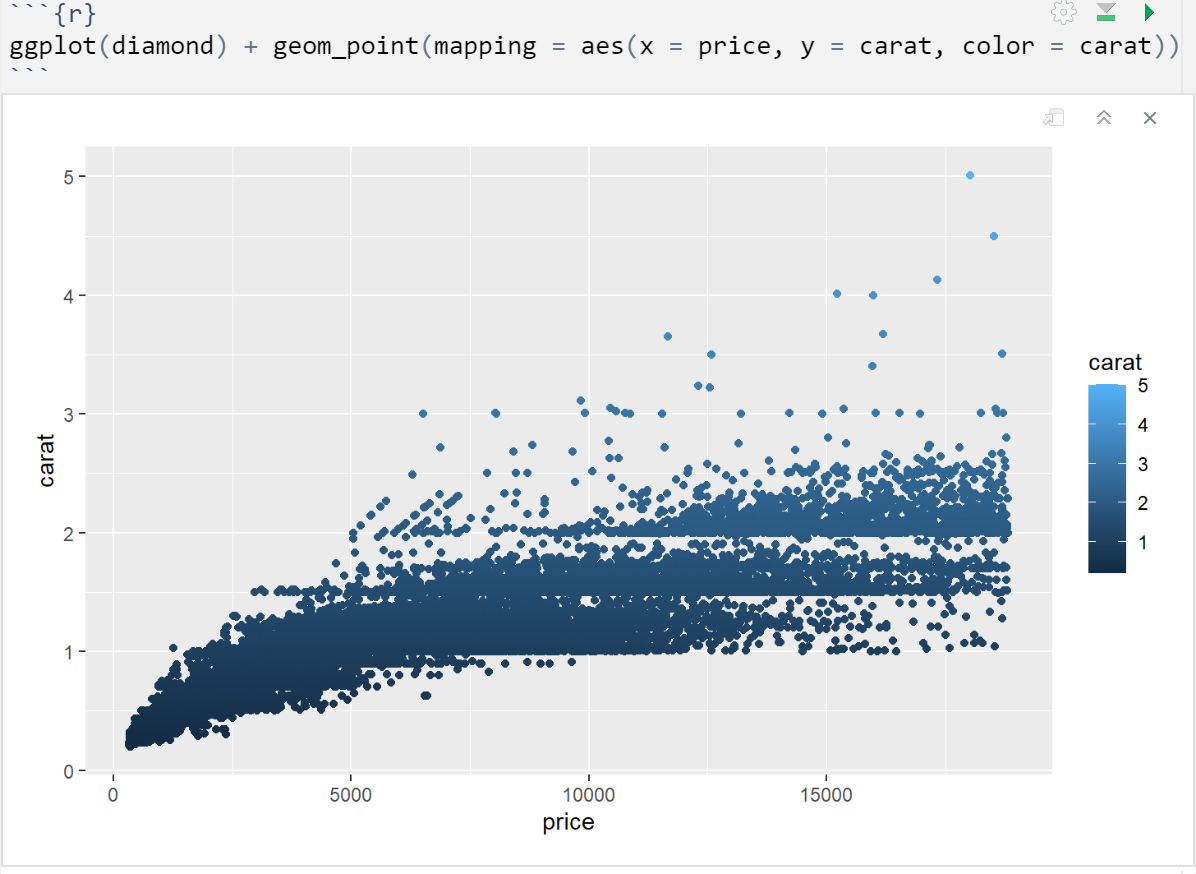 ```{r}
ggplot(diamond) + geom_point(mapping = aes(x = price, y = carat, color = carat))
```
5
4
3
2
1
0
carat
0 5000 10000 15000
price
carat
5
4
3
2
1